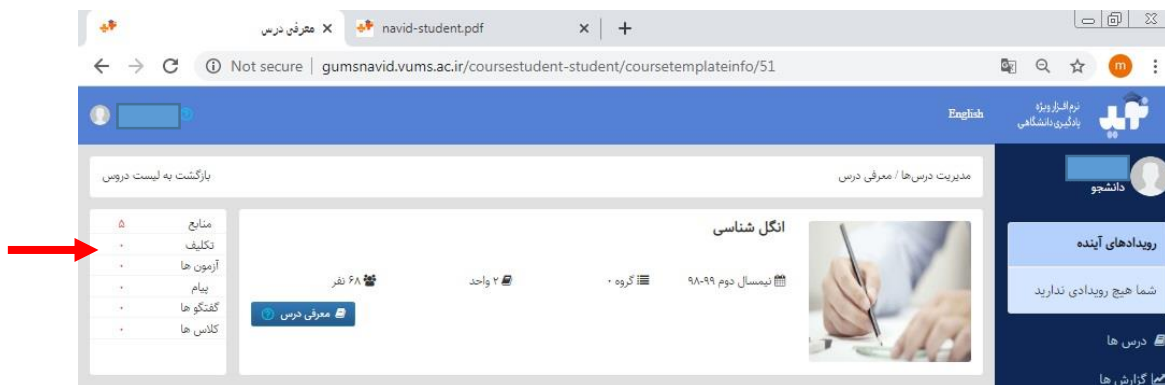 معرفی درس
navid-student.pdf
Not secure | gumsnavid.vums.ac.ir/coursestudent-student/coursetemplateinfo/51
m
نوید
نرم‌افزار ویژه
یادگیری دانشگاهی
English
دانشجو
مدیریت درس‌ها / معرفی درس
بازگشت به لیست دروس
رویدادهای آینده
شما هیچ رویدادی ندارید
درس ها
گزارش ها
انگل شناسی
نیمسال دوم ۹۹-۹۸
گروه ۰
۲ واحد
۶۸ نفر
معرفی درس
منابع ۵
تکلیف ۰
آزمون ها ۰
پیام ۰
گفتگو ها ۰
کلاس ها ۰